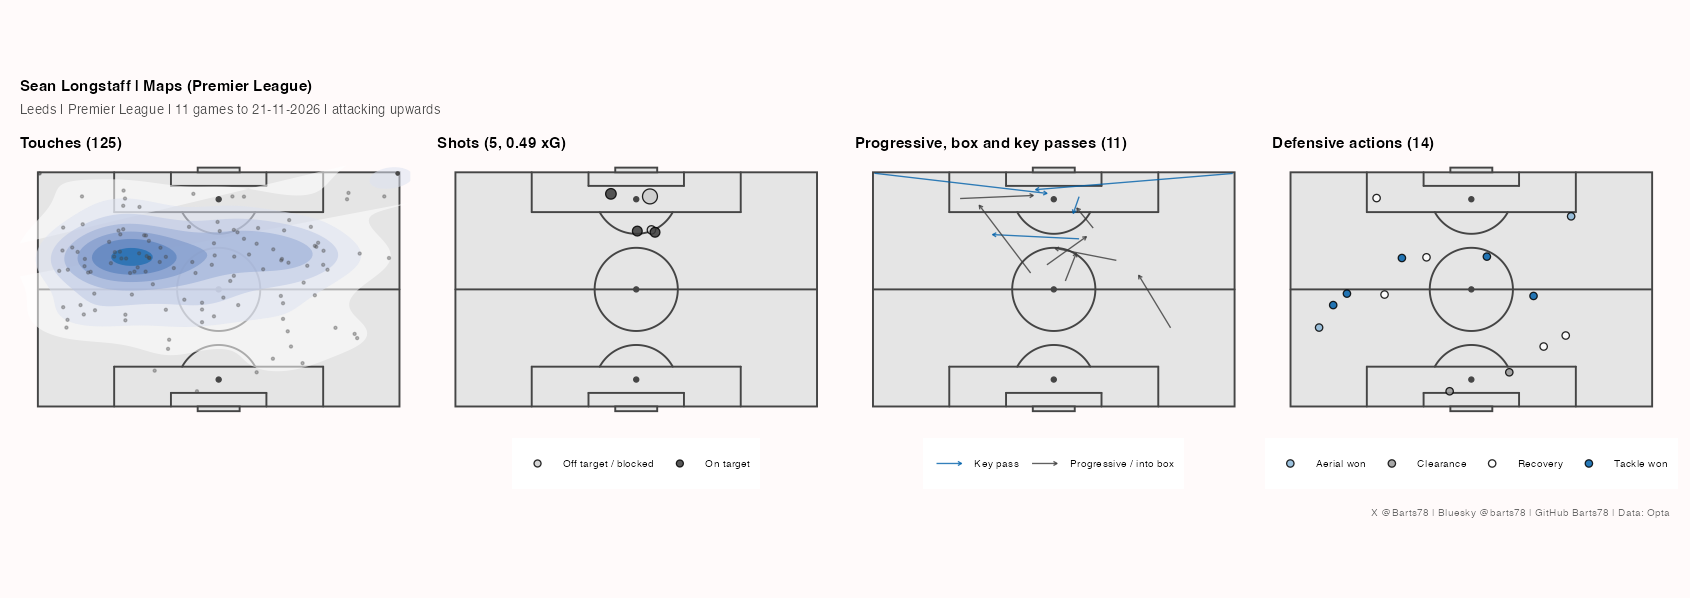 Sean Longstaff | Maps (Premier League)
Leeds | Premier League | 11 games to 21-11-2026 | attacking upwards
Touches (125)
Shots (5, 0.49 xG)
Progressive, box and key passes (11)
Defensive actions (14)
Off target / blocked
On target
Key pass
Progressive / into box
Aerial won
Clearance
Recovery
Tackle won
X @Barts78 | Bluesky @barts78 | GitHub Barts78 | Data: Opta